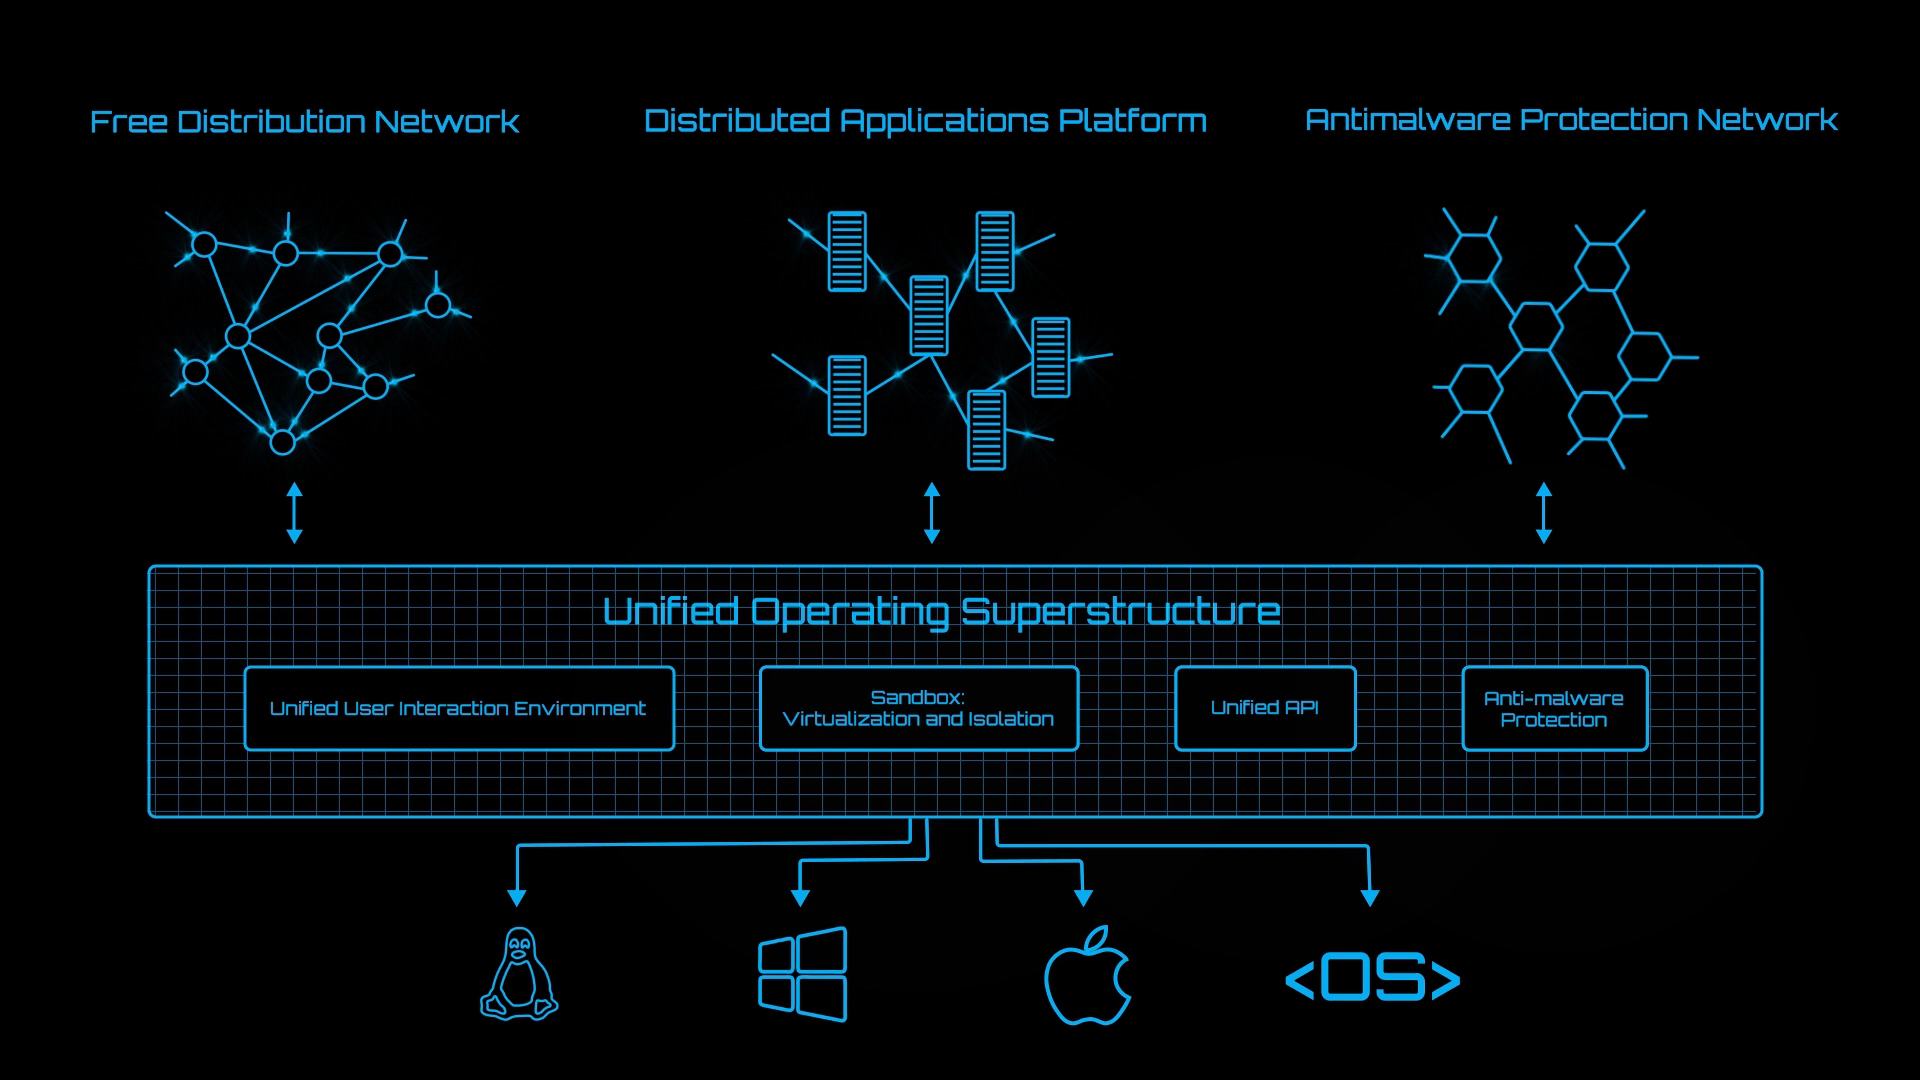 Free Distribution Network
Distributed Applications Platform
Antimalware Protection Network
Unified Operating Superstructure
Unified User Interaction Environment
Sandbox:
Virtualization and Isolation
Unified API
Anti-malware
Protection
<OS>